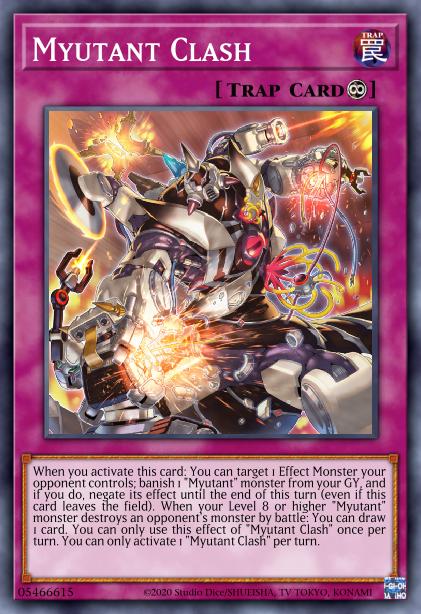 Myutant Clash
TRAP
罠
[Trap Card]
When you activate this card: You can target 1 Effect Monster your
opponent controls; banish 1 "Myutant" monster from your GY, and
if you do, negate its effect until the end of this turn (even if this
card leaves the field). When your Level 8 or higher "Myutant"
monster destroys an opponent's monster by battle: You can draw
1 card. You can only use this effect of "Myutant Clash" once per
turn. You can only activate 1 "Myutant Clash" per turn.
05466615
©2020 Studio Dice/SHUEISHA, TV TOKYO, KONAMI